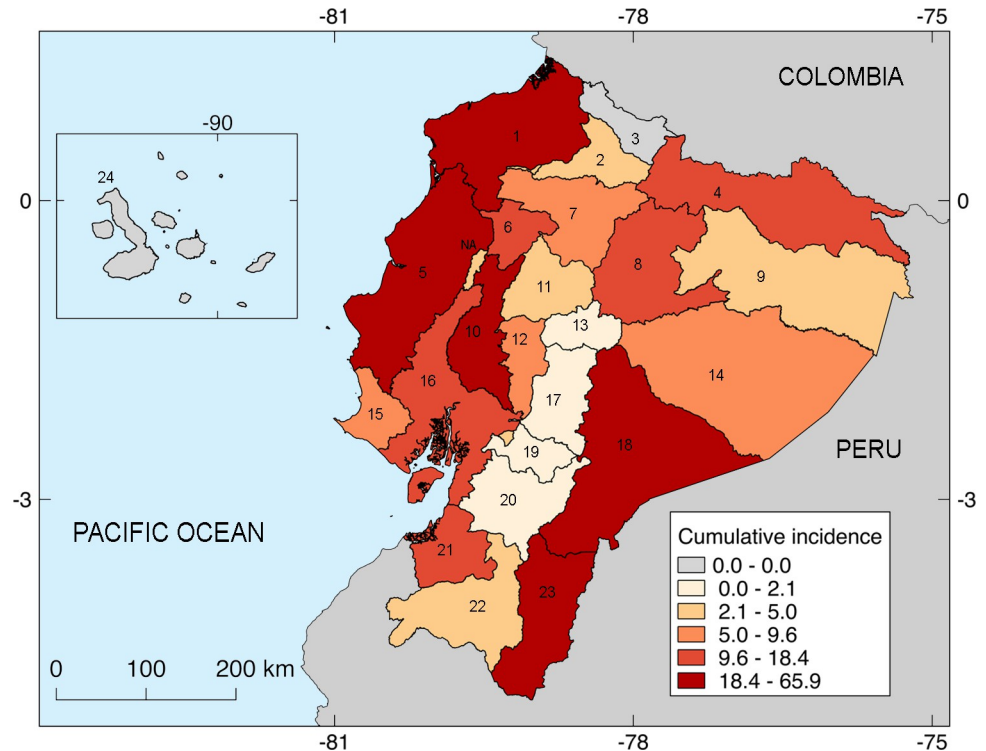 -81 -78 -75
COLOMBIA
-90
24
1
3
2
4
0 0
7
6
NA
8
5
9
11
10
13
12
14
16
15
17
18
19
PERU
20
-3 -3
PACIFIC OCEAN
21
23
22
Cumulative incidence
0.0 - 0.0
0.0 - 2.1
2.1 - 5.0
5.0 - 9.6
9.6 - 18.4
18.4 - 65.9
0 100 200 km
-81 -78 -75